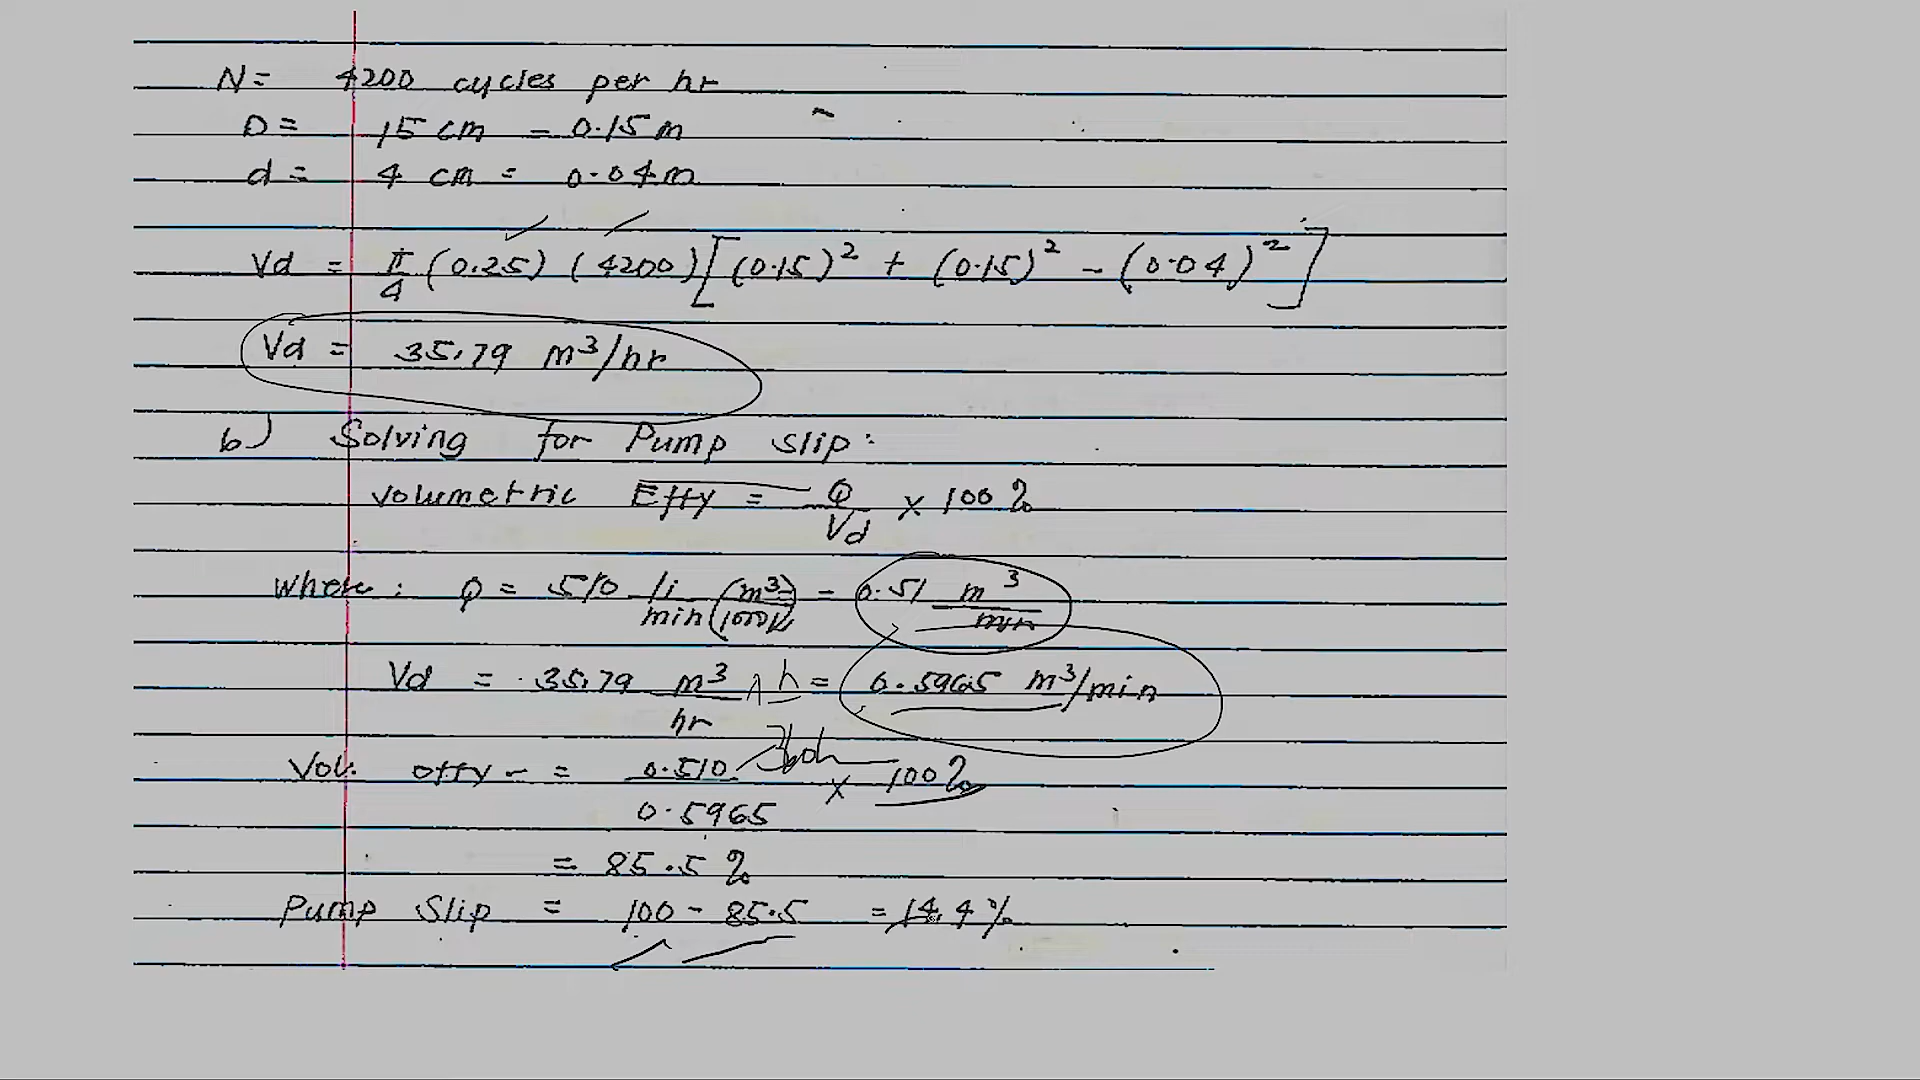 N = 4200 cycles per hr
D = 15 cm = 0.15 m
d = 4 cm = 0.04 m
Vd = π/4 (0.25) (4200) [(0.15)² + (0.15)² - (0.04)²]
Vd = 35.79 m³/hr
b) Solving for Pump slip:
volumetric Effy = Q/Vd x 100%
where: Q = 510 li/min (m³/1000li) = 0.51 m³/min
Vd = 35.79 m³/hr h = 0.5965 m³/min
Vol. effy - = 0.510/0.5965 x 100%
= 85.5 %
Pump Slip = 100 - 85.5 = 14.4%